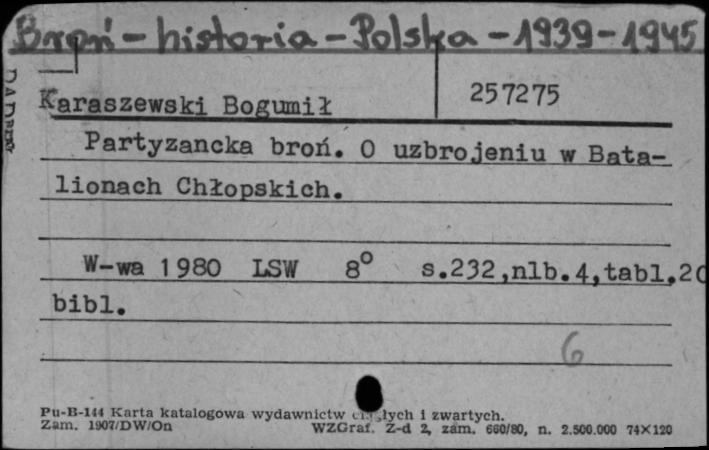 Broń - historia - Polska - 1939-1945
Karaszewski Bogumił
257275
Partyzancka broń. O uzbrojeniu w Bata-
lionach Chłopskich.
W-wa 1980 LSW 8° s.232,nlb.4,tabl.20
bibl.
6
Pu-B-144 Karta katalogowa wydawnictw i zwartych.
Zam. 1907/DW/On WZGraf. Z-d 2, zam. 660/80, n. 2.500.000 74×120